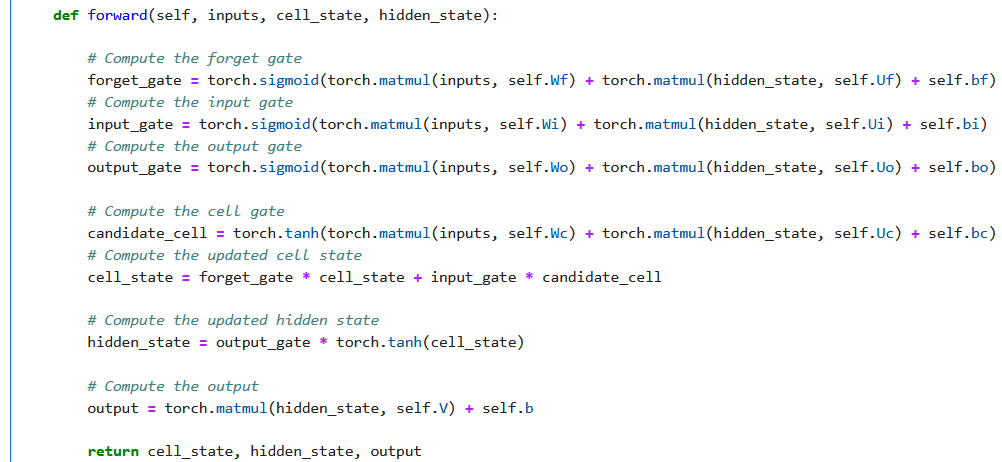 def forward(self, inputs, cell_state, hidden_state):
# Compute the forget gate
forget_gate = torch.sigmoid(torch.matmul(inputs, self.Wf) + torch.matmul(hidden_state, self.Uf) + self.bf)
# Compute the input gate
input_gate = torch.sigmoid(torch.matmul(inputs, self.Wi) + torch.matmul(hidden_state, self.Ui) + self.bi)
# Compute the output gate
output_gate = torch.sigmoid(torch.matmul(inputs, self.Wo) + torch.matmul(hidden_state, self.Uo) + self.bo)
# Compute the cell gate
candidate_cell = torch.tanh(torch.matmul(inputs, self.Wc) + torch.matmul(hidden_state, self.Uc) + self.bc)
# Compute the updated cell state
cell_state = forget_gate * cell_state + input_gate * candidate_cell
# Compute the updated hidden state
hidden_state = output_gate * torch.tanh(cell_state)
# Compute the output
output = torch.matmul(hidden_state, self.V) + self.b
return cell_state, hidden_state, output